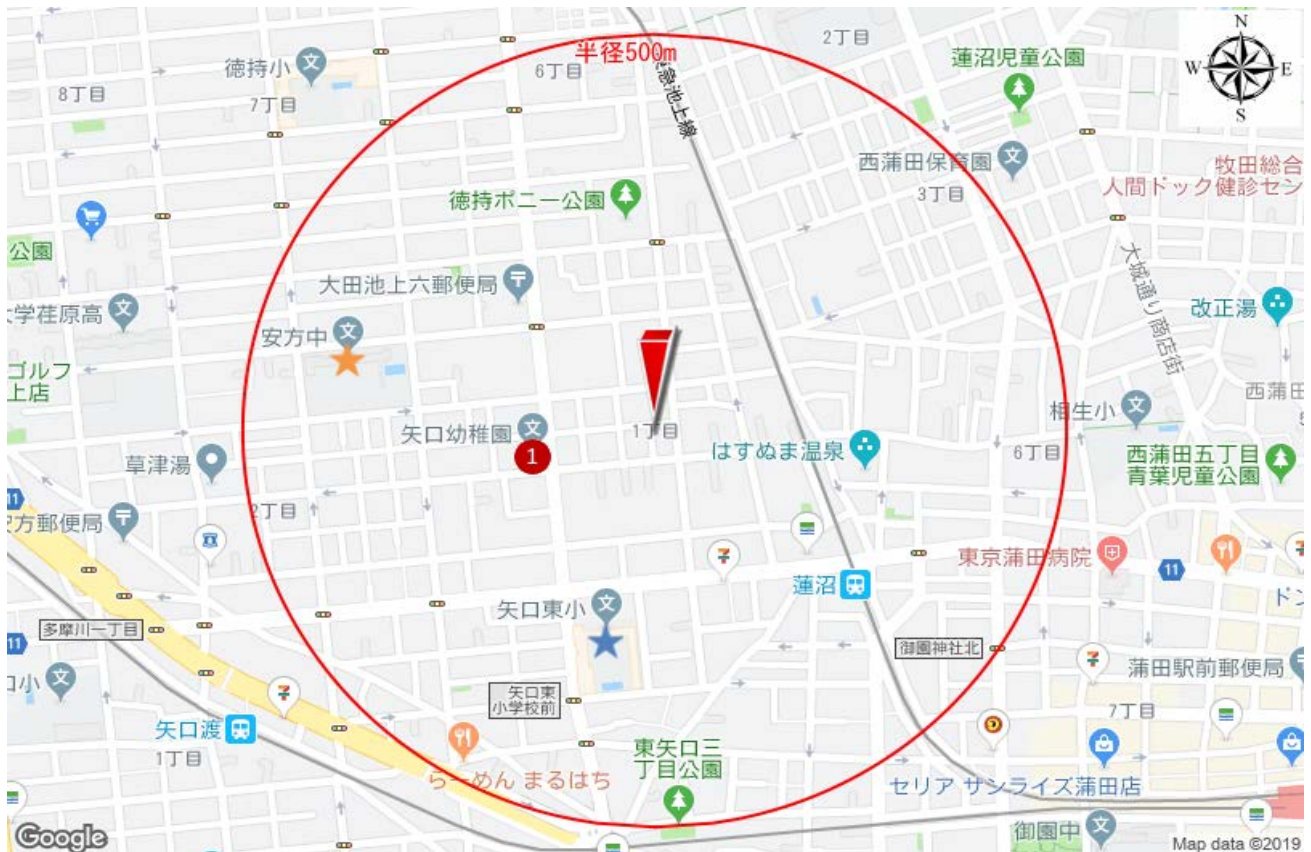 半径500m
2丁目
N
W
E
S
徳持小
6丁目
蓮沼児童公園
8丁目
7丁目
急池上線
西蒲田保育園
牧田総合
人間ドック健診セン
3丁目
徳持ポニー公園
公園
大田池上六郵便局
大城通り商店街
学荏原高
安方中
改正湯
ゴルフ
上店
西蒲田
矢口幼稚園
1
1丁目
相生小
はすぬま温泉
6丁目
西蒲田五丁目
青葉児童公園
草津湯
11
方郵便局
2丁目
東京蒲田病院
11
蓮沼
矢口東小
多摩川一丁目
御園神社北
11
口小
矢口東
小学校前
蒲田駅前郵便局
矢口渡
7丁目
1丁目
東矢口三
丁目公園
らーめん まるはち
セリア サンライズ蒲田店
御園中
Google
Map data ©2019